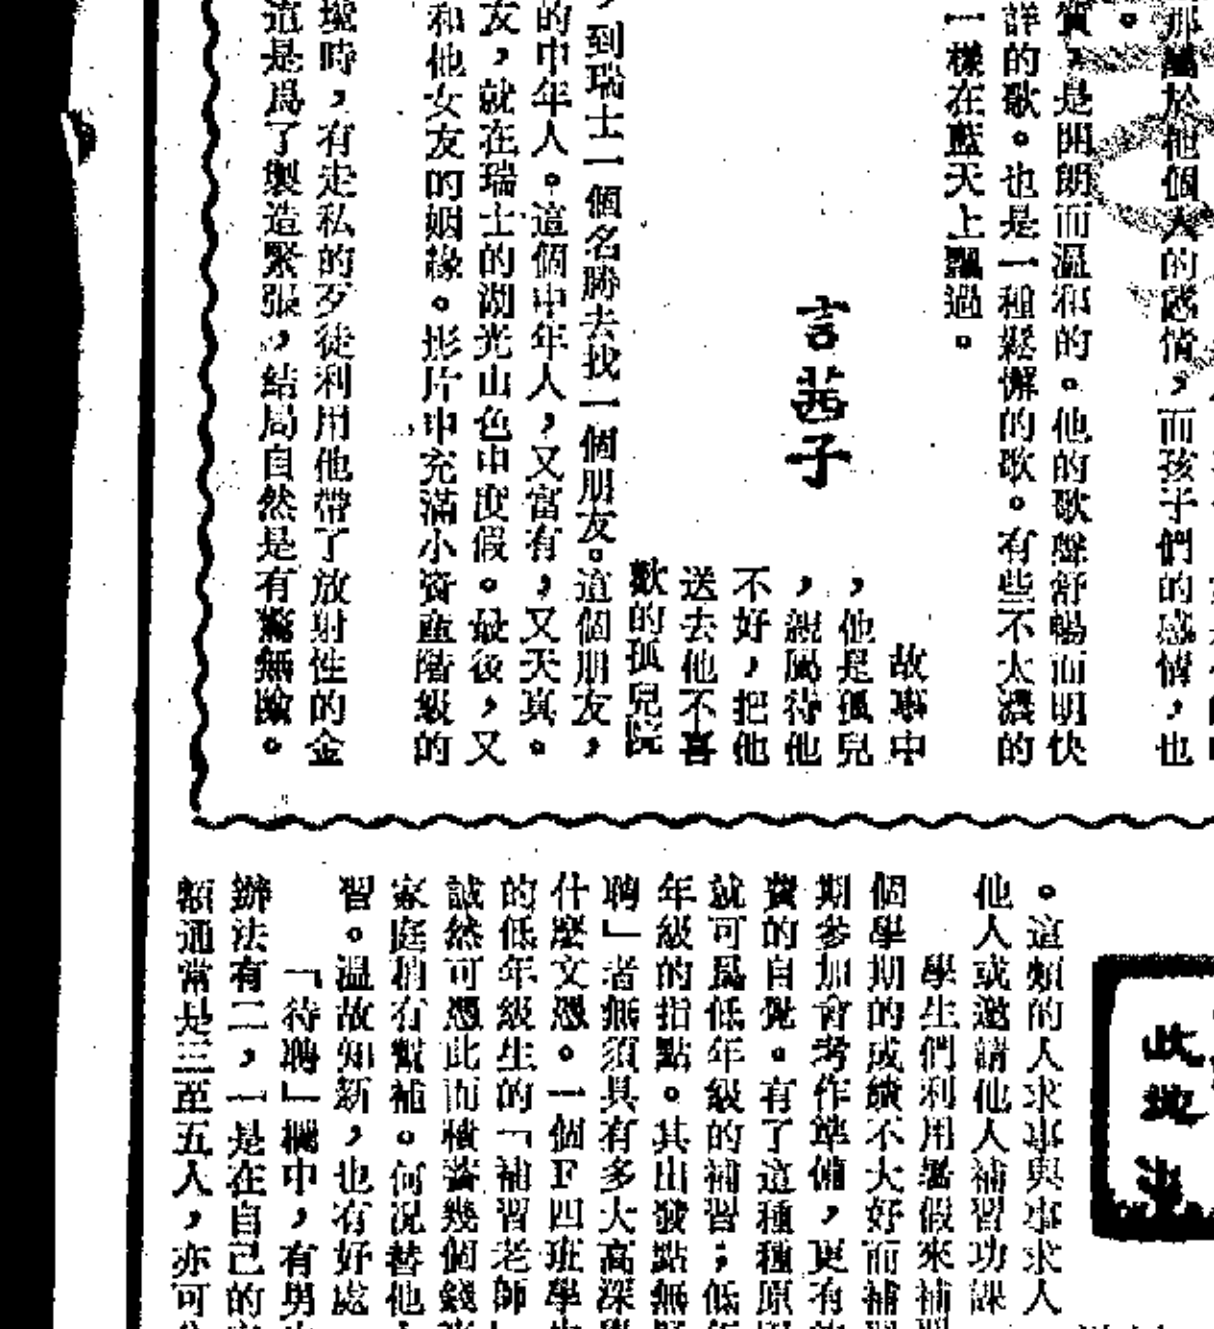 那屬於他個人的感情，而孩子們的感情，也
。
質，是開朗而溫和的。他的歌聲舒暢而明快
詳的歌。也是一種鬆懈的歌。有些不太濃的
一樣在藍天上飄過。
言茜子
故事中
，他是孤兒
，親屬待他
不好，把他
送去他不喜
歡的孤兒院
，到瑞士一個名勝去找一個朋友。這個朋友，
的中年人。這個中年人，又富有，又天真。
友，就在瑞士的湖光山色中度假。最後，又
和他女友的姻緣。影片中充滿小資產階級的
境時，有走私的歹徒利用他帶了放射性的金
這是爲了製造緊張，結局自然是有驚無險。
。這類的人求事與事求人
他人或邀請他人補習功課
學生們利用暑假來補
個學期的成績不大好而補
期參加會考作準備，更有
費的自覺。有了這種種原
就可爲低年級的補習；低
年級的指點。其出發點無
聘」者無須具有多大高深
什麼文憑。一個F四班學
的低年級生的「補習老師
誠然可憑此而積蓄幾個錢
家庭稍有幫補。何況替他
習。溫故知新，也有好處
「待聘」欄中，有男
辦法有二，一是在自己的
額通常是三至五人，亦可